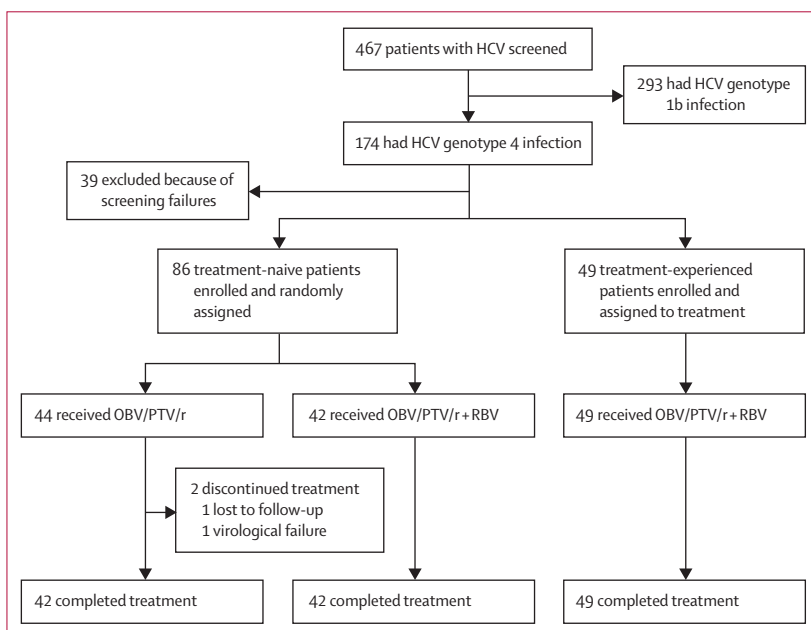 467 patients with HCV screened
293 had HCV genotype
1b infection
174 had HCV genotype 4 infection
39 excluded because of
screening failures
86 treatment-naive patients
enrolled and randomly
assigned
49 treatment-experienced
patients enrolled and
assigned to treatment
44 received OBV/PTV/r
42 received OBV/PTV/r+RBV
49 received OBV/PTV/r+RBV
2 discontinued treatment
1 lost to follow-up
1 virological failure
42 completed treatment
42 completed treatment
49 completed treatment